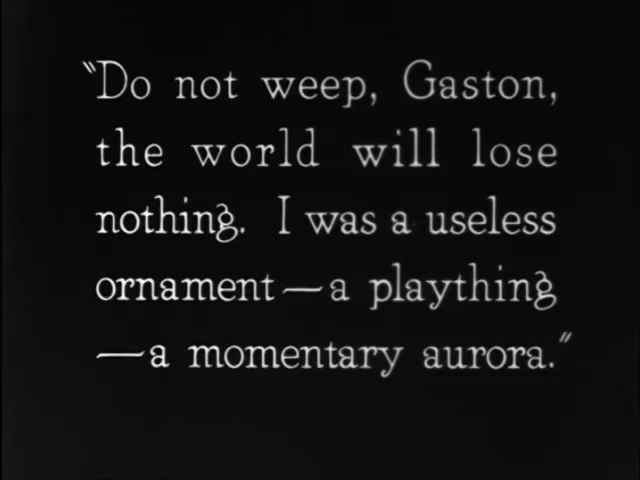 "Do not weep, Gaston,
the world will lose
nothing. I was a useless
ornament—a plaything
—a momentary aurora."